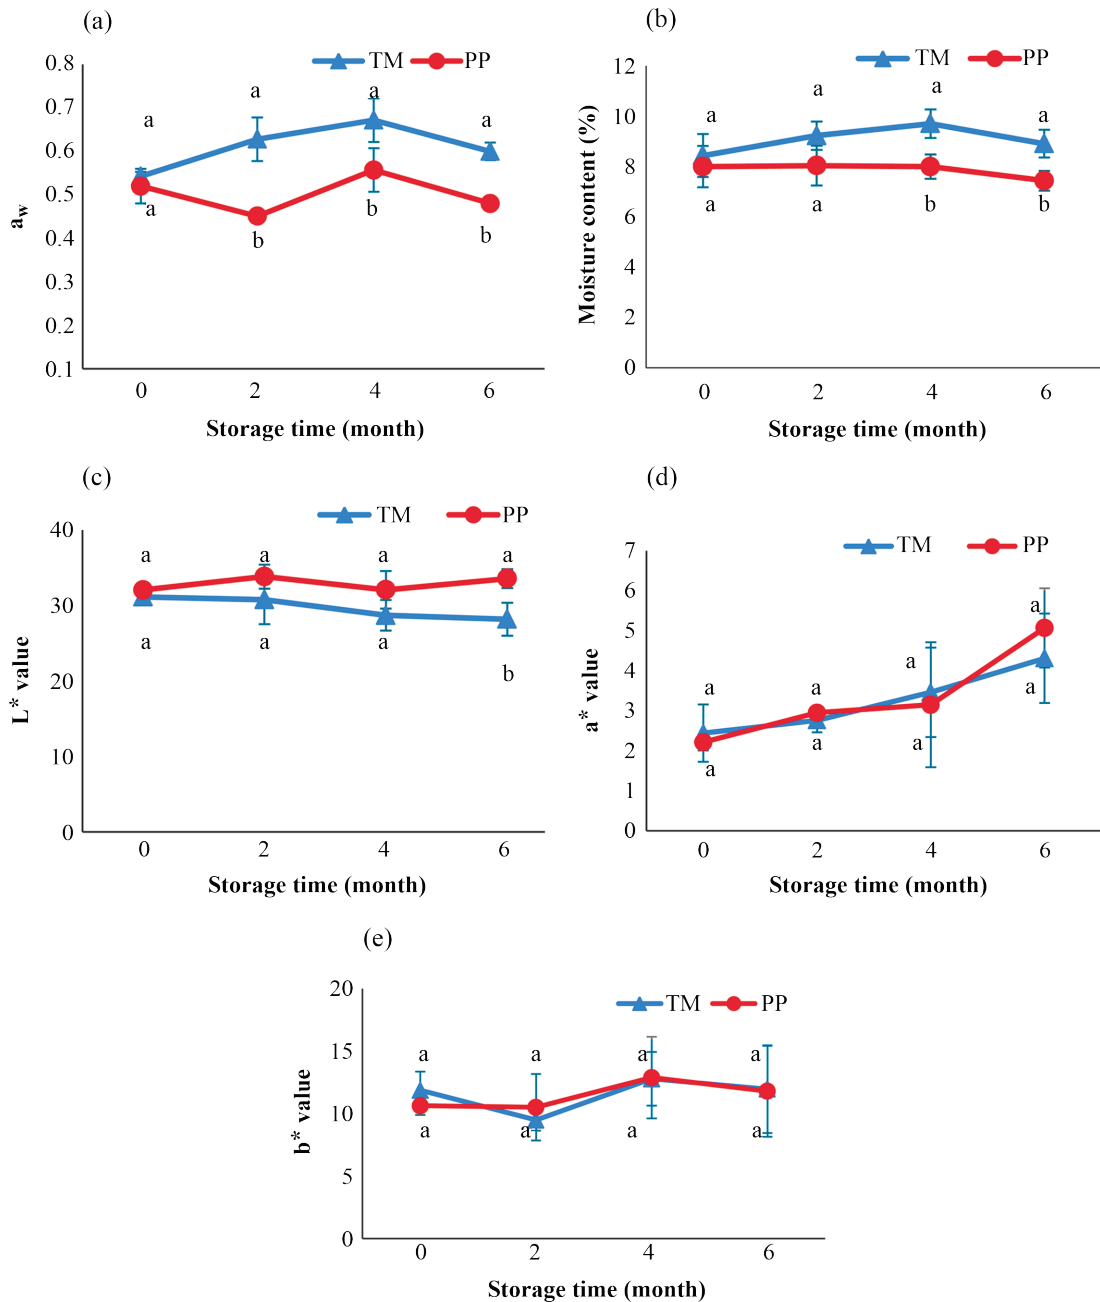 (a)
TM PP
0.8
0.7
0.6
0.5
0.4
0.3
0.2
0.1
a a a a
a b b b
aw
0 2 4 6
Storage time (month)
(b)
TM PP
12
10
8
6
4
2
0
a a a a
a a b b
Moisture content (%)
0 2 4 6
Storage time (month)
(c)
TM PP
40
30
20
10
0
a a a a
a a a b
L* value
0 2 4 6
Storage time (month)
(d)
TM PP
7
6
5
4
3
2
1
0
a a a a
a a a a
a* value
0 2 4 6
Storage time (month)
(e)
TM PP
20
15
10
5
0
a a a a
a a a a
b* value
0 2 4 6
Storage time (month)